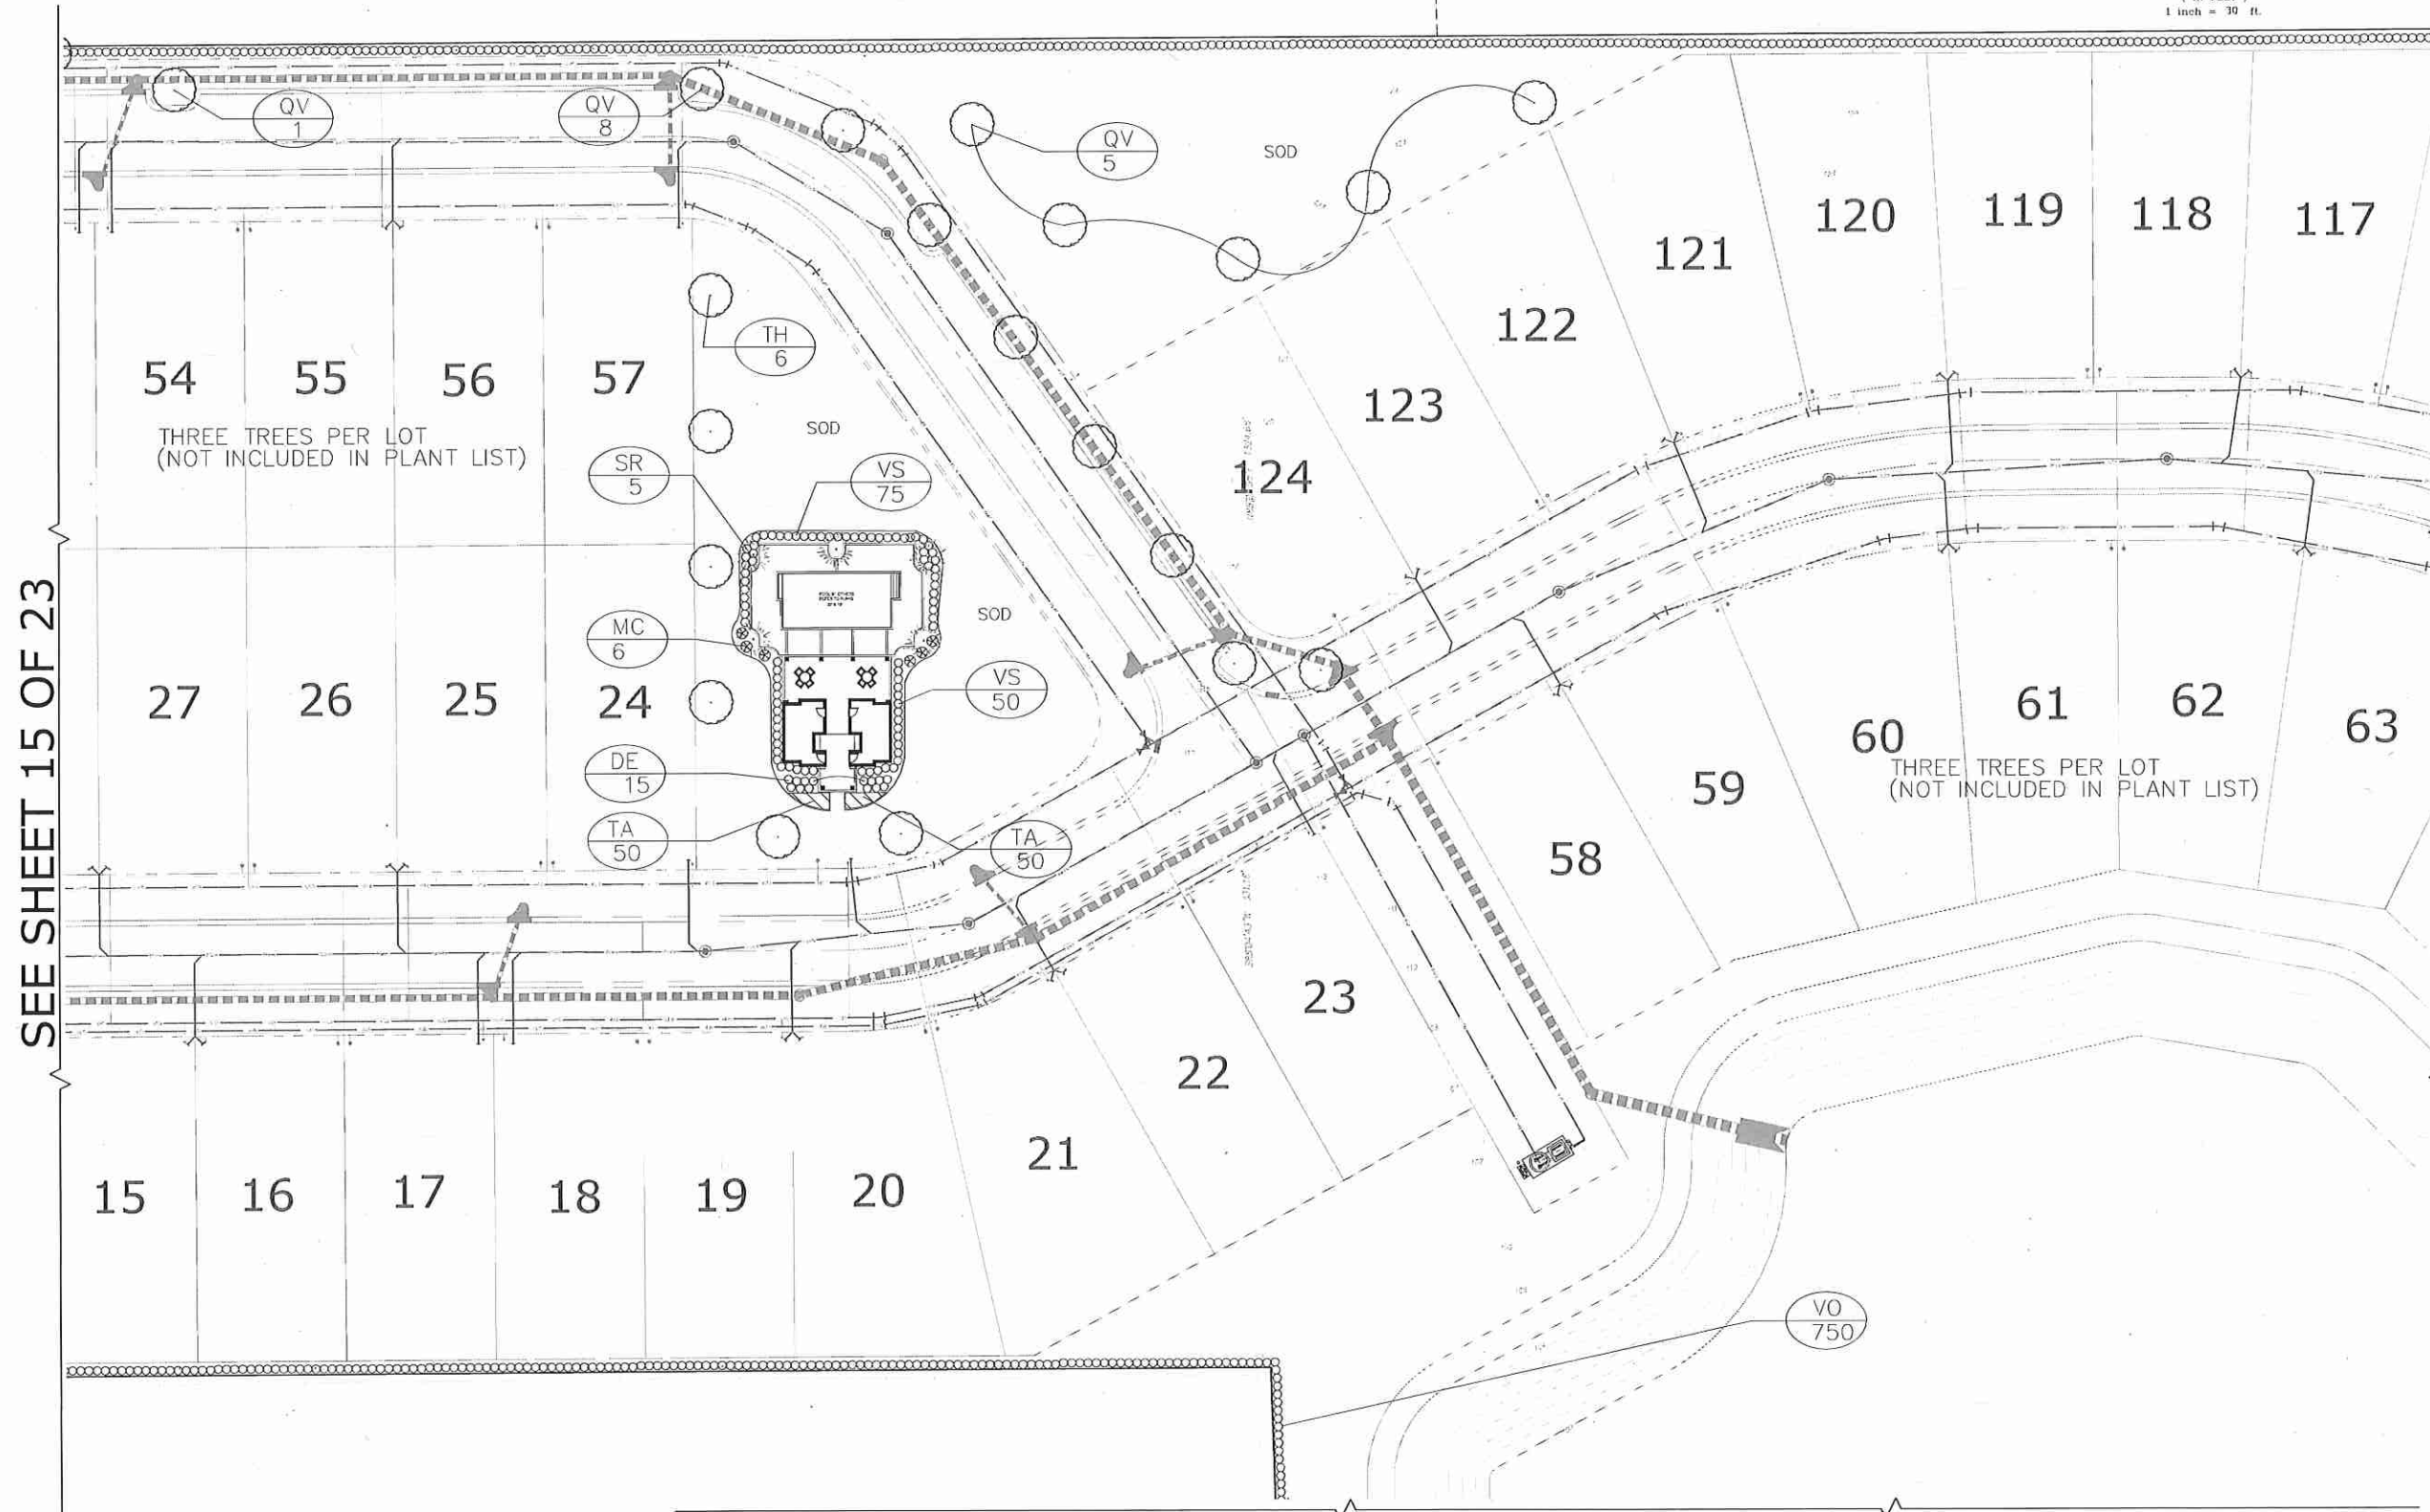 1 inch = 30 ft.
QV
1
QV
8
QV
5
SOD
120
119
118
117
121
122
123
124
TH
6
54
55
56
57
THREE TREES PER LOT
(NOT INCLUDED IN PLANT LIST)
SOD
SR
5
VS
75
SOD
MC
6
VS
50
27
26
25
24
DE
15
TA
50
TA
50
SEE SHEET 15 OF 23
58
59
60
61
62
63
THREE TREES PER LOT
(NOT INCLUDED IN PLANT LIST)
23
22
21
15
16
17
18
19
20
VO
750